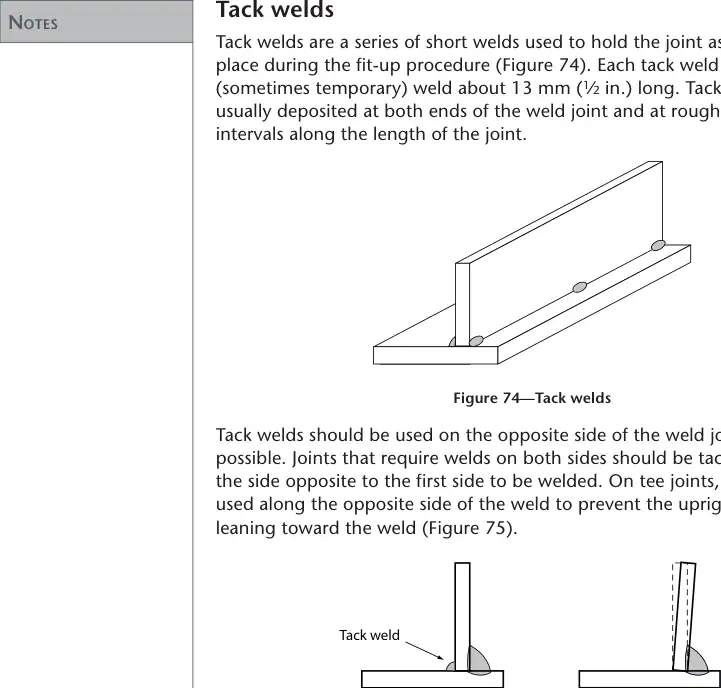 NOTES
Tack welds
Tack welds are a series of short welds used to hold the joint as
place during the fit-up procedure (Figure 74). Each tack weld
(sometimes temporary) weld about 13 mm (½ in.) long. Tack
usually deposited at both ends of the weld joint and at rough
intervals along the length of the joint.
Figure 74—Tack welds
Tack welds should be used on the opposite side of the weld jo
possible. Joints that require welds on both sides should be tac
the side opposite to the first side to be welded. On tee joints,
used along the opposite side of the weld to prevent the uprig
leaning toward the weld (Figure 75).
Tack weld